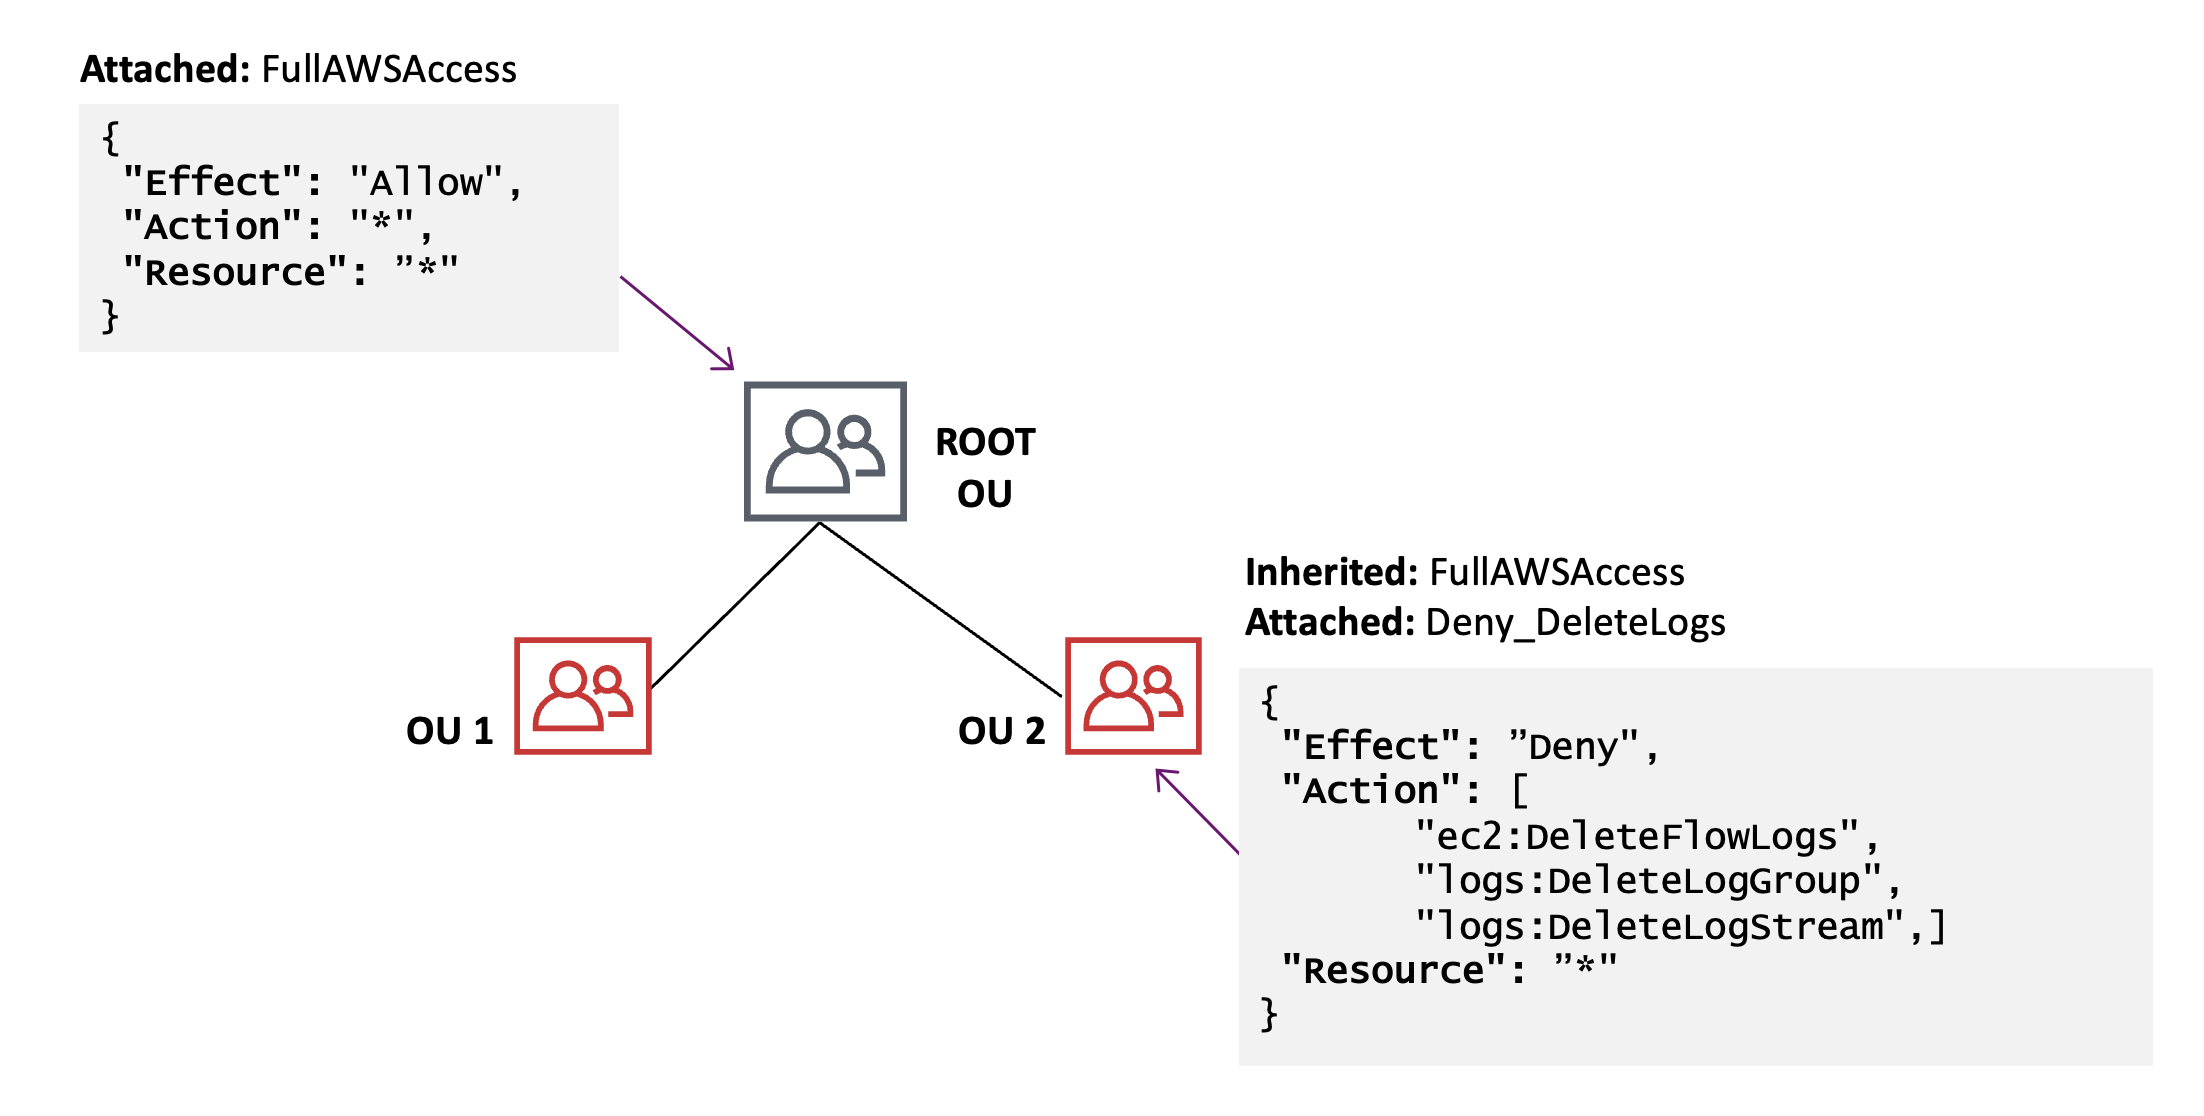 Attached: FullAWSAccess
{
"Effect": "Allow",
"Action": "*",
"Resource": ”*"
}
ROOT
OU
OU 1
OU 2
Inherited: FullAWSAccess
Attached: Deny_DeleteLogs
{
"Effect": ”Deny",
"Action": [
"ec2:DeleteFlowLogs",
"logs:DeleteLogGroup",
"logs:DeleteLogStream",]
"Resource": ”*"
}